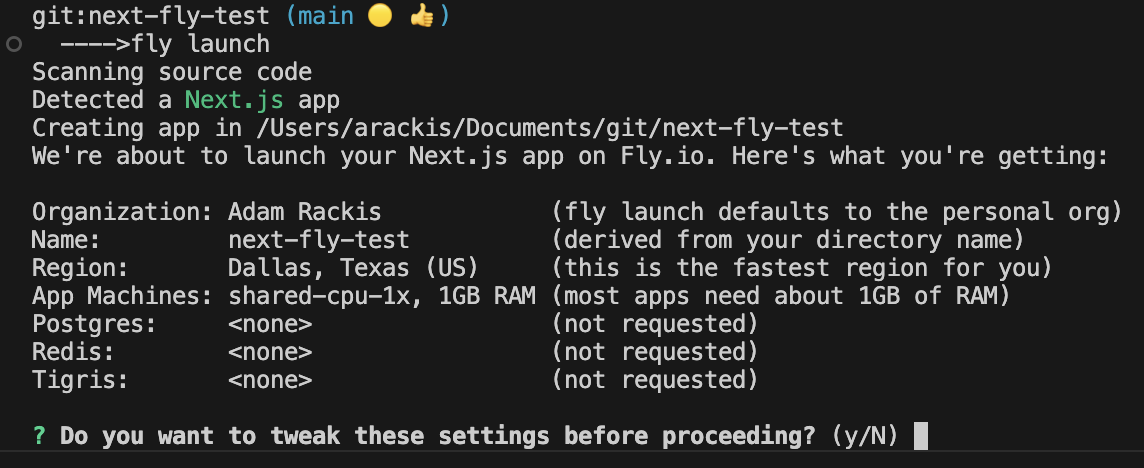 git:next-fly-test (main 🟡 👍)
---->fly launch
Scanning source code
Detected a Next.js app
Creating app in /Users/arackis/Documents/git/next-fly-test
We're about to launch your Next.js app on Fly.io. Here's what you're getting:
Organization: Adam Rackis            (fly launch defaults to the personal org)
Name:         next-fly-test          (derived from your directory name)
Region:       Dallas, Texas (US)     (this is the fastest region for you)
App Machines: shared-cpu-1x, 1GB RAM (most apps need about 1GB of RAM)
Postgres:     <none>                 (not requested)
Redis:        <none>                 (not requested)
Tigris:       <none>                 (not requested)
? Do you want to tweak these settings before proceeding? (y/N)